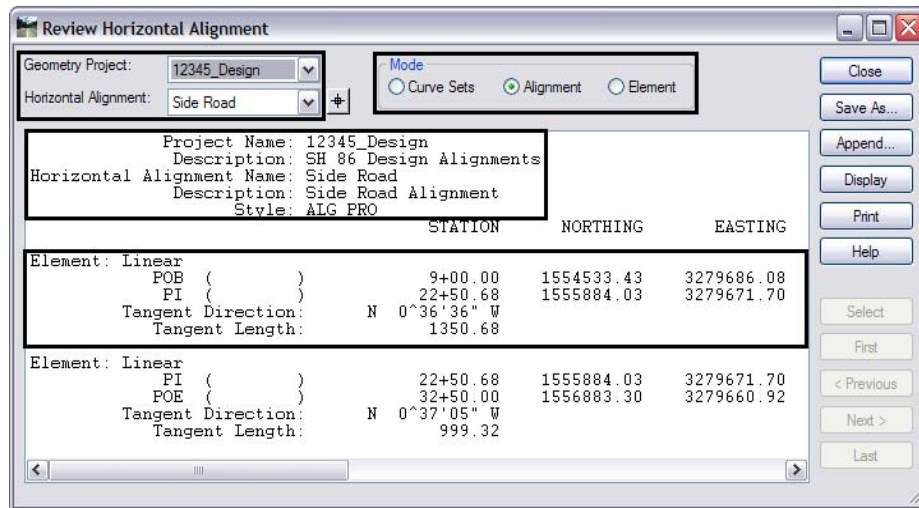 Review Horizontal Alignment
Geometry Project: 12345_Design
Horizontal Alignment: Side Road
Mode
Curve Sets Alignment Element
Close
Save As...
Append...
Display
Print
Help
Select
First
< Previous
Next >
Last
Project Name: 12345_Design
Description: SH 86 Design Alignments
Horizontal Alignment Name: Side Road
Description: Side Road Alignment
Style: ALG PRO
STATION NORTHING EASTING
Element: Linear
POB ( ) 9+00.00 1554533.43 3279686.08
PI ( ) 22+50.68 1555884.03 3279671.70
Tangent Direction: N 0^36'36" W
Tangent Length: 1350.68
Element: Linear
PI ( ) 22+50.68 1555884.03 3279671.70
POE ( ) 32+50.00 1556883.30 3279660.92
Tangent Direction: N 0^37'05" W
Tangent Length: 999.32